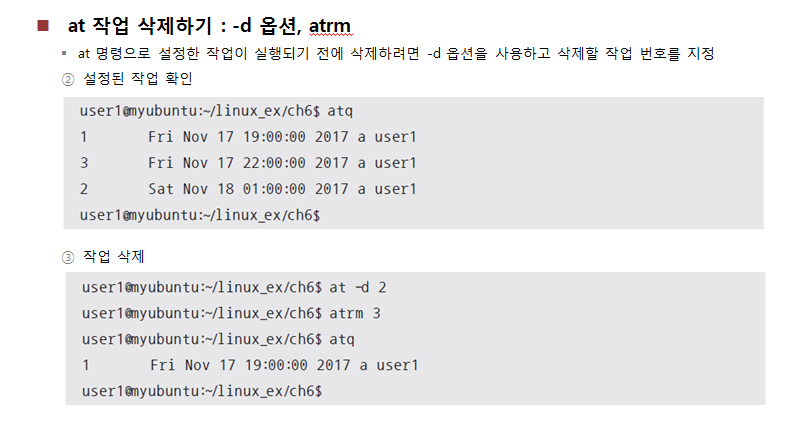 ■ at 작업 삭제하기 : -d 옵션, atrm
▪ at 명령으로 설정한 작업이 실행되기 전에 삭제하려면 -d 옵션을 사용하고 삭제할 작업 번호를 지정
② 설정된 작업 확인
user1@myubuntu:~/linux_ex/ch6$ atq
1 Fri Nov 17 19:00:00 2017 a user1
3 Fri Nov 17 22:00:00 2017 a user1
2 Sat Nov 18 01:00:00 2017 a user1
user1@myubuntu:~/linux_ex/ch6$
③ 작업 삭제
user1@myubuntu:~/linux_ex/ch6$ at -d 2
user1@myubuntu:~/linux_ex/ch6$ atrm 3
user1@myubuntu:~/linux_ex/ch6$ atq
1 Fri Nov 17 19:00:00 2017 a user1
user1@myubuntu:~/linux_ex/ch6$